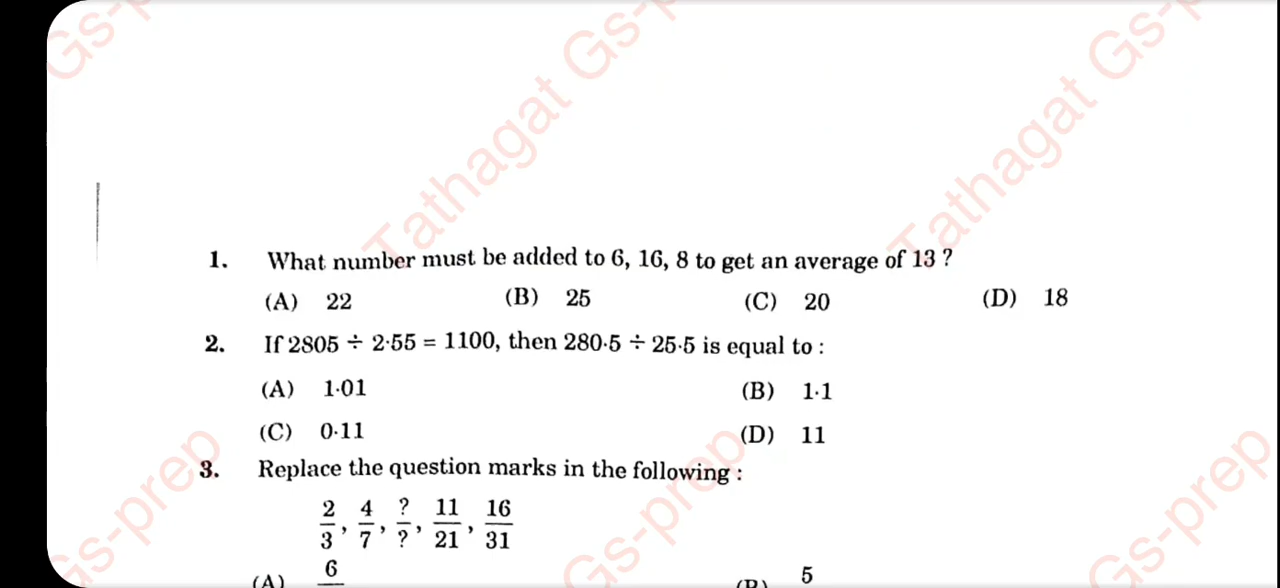 1. What number must be added to 6, 16, 8 to get an average of 13 ?
(A) 22 (B) 25 (C) 20 (D) 18
2. If 2805 ÷ 2·55 = 1100, then 280·5 ÷ 25·5 is equal to :
(A) 1·01 (B) 1·1
(C) 0·11 (D) 11
3. Replace the question marks in the following :
2/3, 4/7, ?/?, 11/21, 16/31
(A) 6 (B) 5
Tathagat Gs-prep
Tathagat Gs-prep
Gs-prep
Gs-prep
Gs-prep